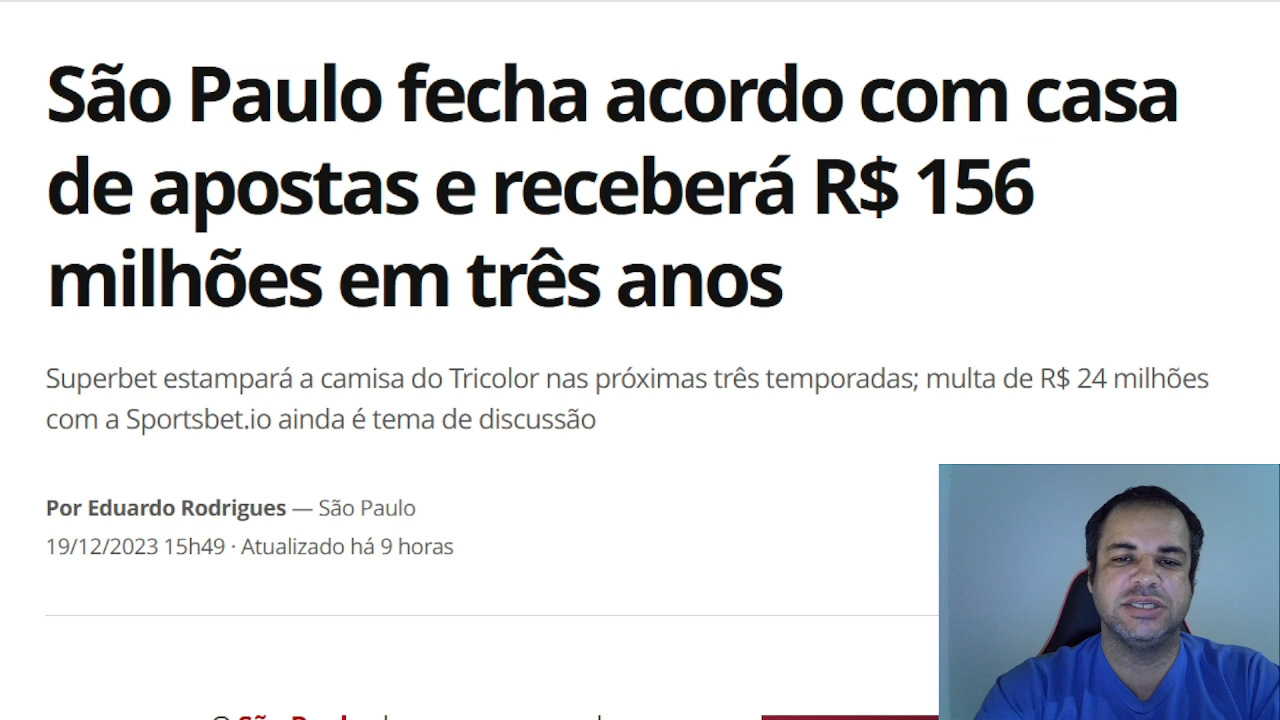 São Paulo fecha acordo com casa
de apostas e receberá R$ 156
milhões em três anos
Superbet estampará a camisa do Tricolor nas próximas três temporadas; multa de R$ 24 milhões
com a Sportsbet.io ainda é tema de discussão
Por Eduardo Rodrigues — São Paulo
19/12/2023 15h49 · Atualizado há 9 horas
O São Paulo